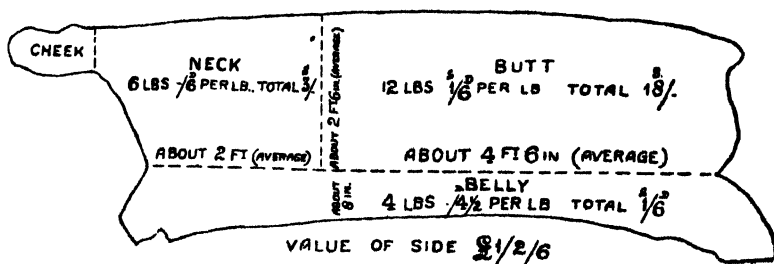 CHEEK
NECK
6 LBS -/6ᴰ PER LB. TOTAL 3/-
ABOUT 2 FT (AVERAGE)
ABOUT 2 FT 6 IN (AVERAGE)
BUTT
12 LBS 1/6 PER LB TOTAL 18/-
ABOUT 4 FT 6 IN (AVERAGE)
ABOUT
8 IN.
BELLY
4 LBS -/4½ PER LB TOTAL 1/6
VALUE OF SIDE £1/2/6